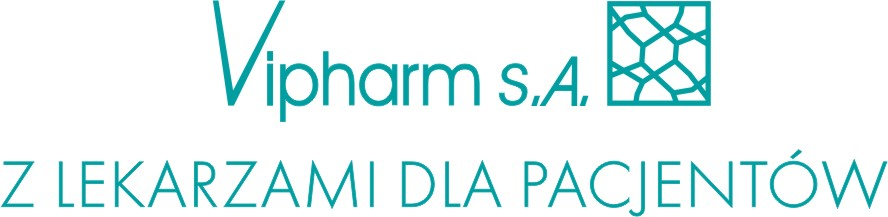 Vipharm S.A.
Z LEKARZAMI DLA PACJENTÓW